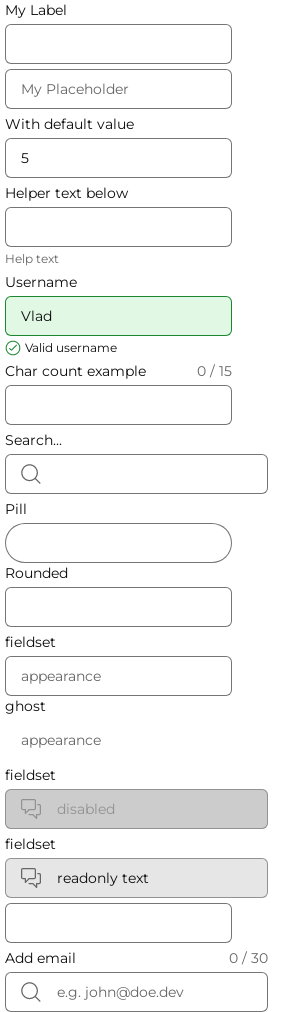 My Label
My Placeholder
With default value
5
Helper text below
Help text
Username
Vlad
Valid username
Char count example 0 / 15
Search...
Pill
Rounded
fieldset
appearance
ghost
appearance
fieldset
disabled
fieldset
readonly text
Add email 0 / 30
e.g. john@doe.dev